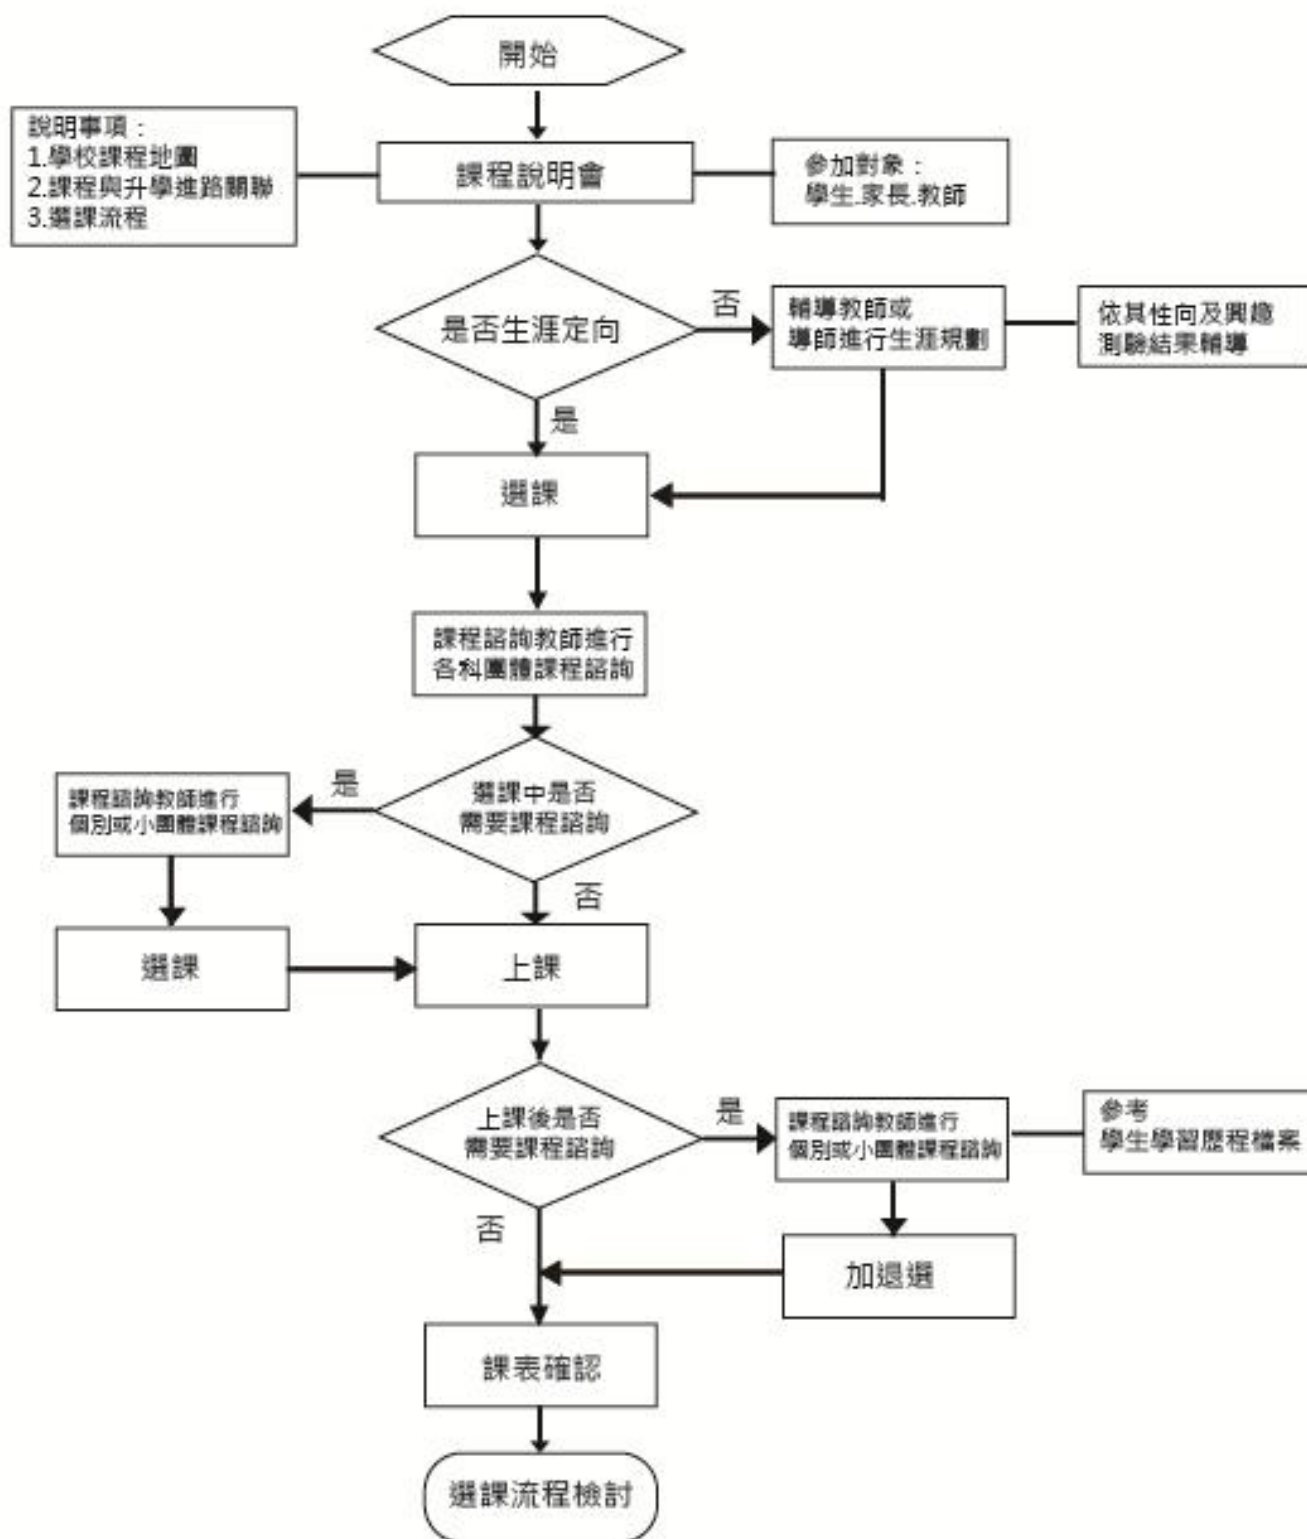 開始
說明事項：
1.學校課程地圖
2.課程與升學進路關聯
3.選課流程
課程說明會
參加對象：
學生.家長.教師
是否生涯定向
否
輔導教師或
導師進行生涯規劃
依其性向及興趣
測驗結果輔導
是
選課
課程諮詢教師進行
各科團體課程諮詢
選課中是否
需要課程諮詢
是
課程諮詢教師進行
個別或小團體課程諮詢
否
選課
上課
上課後是否
需要課程諮詢
是
課程諮詢教師進行
個別或小團體課程諮詢
參考
學生學習歷程檔案
否
加退選
課表確認
選課流程檢討